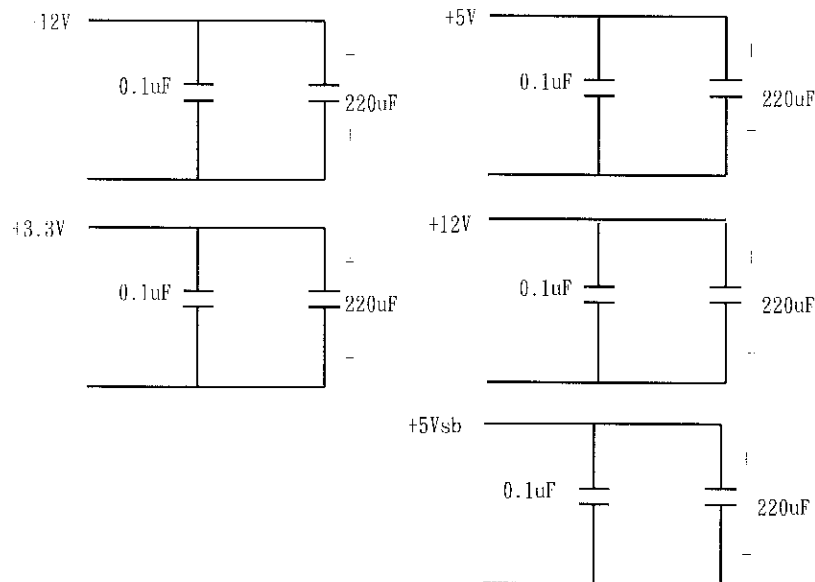 -12V
−
0.1uF
220uF
+
+5V
+
0.1uF
220uF
−
+3.3V
+
0.1uF
220uF
−
+12V
+
0.1uF
220uF
−
+5Vsb
+
0.1uF
220uF
−